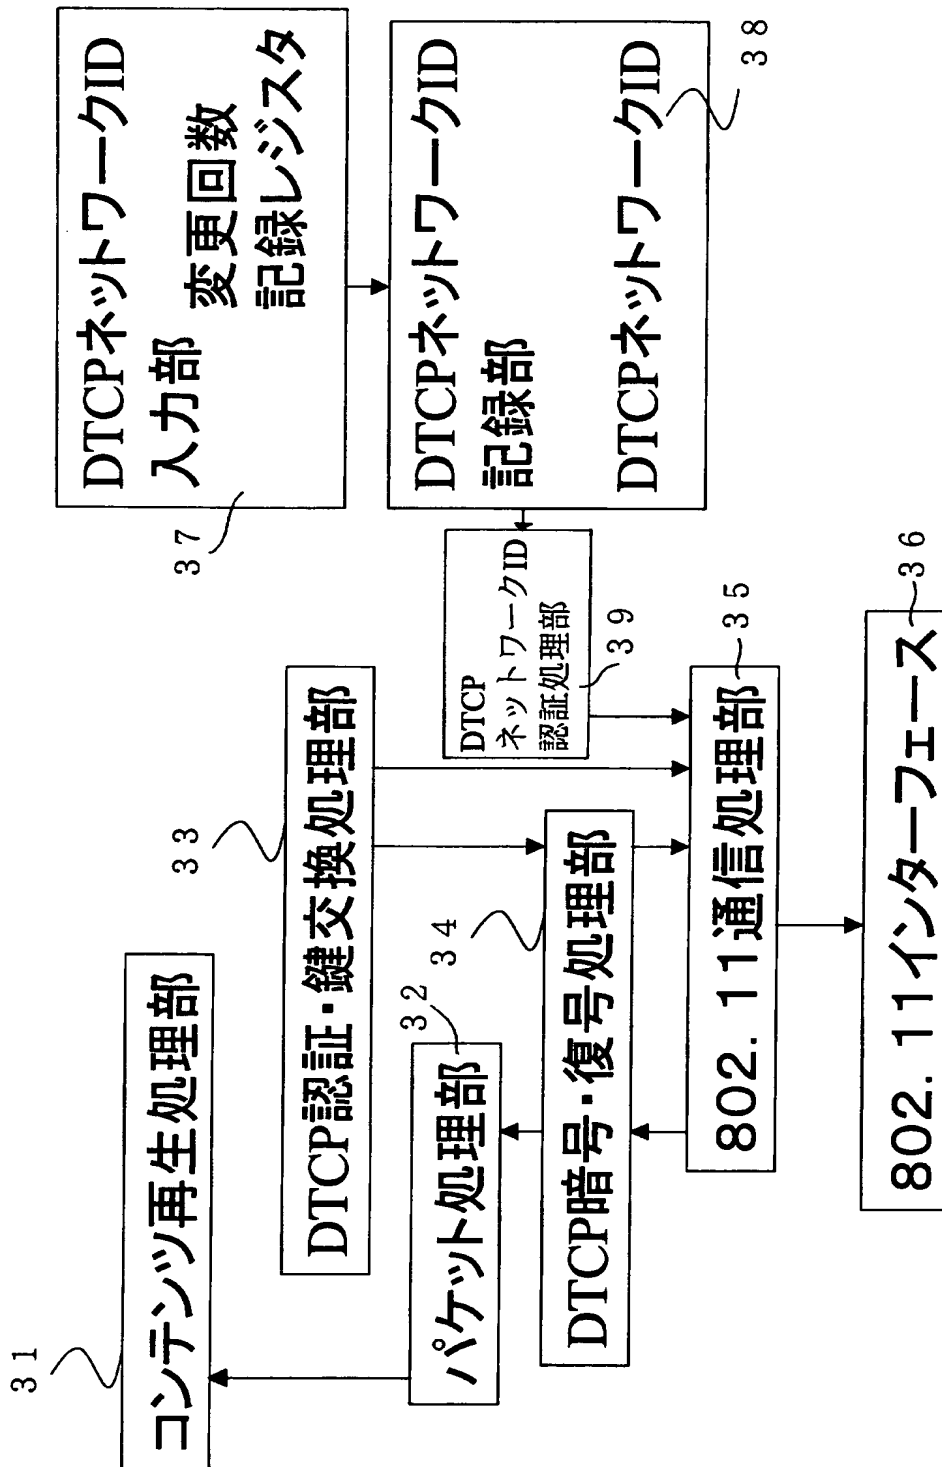 31
コンテンツ再生処理部
パケット処理部
32
33
DTCP認証・鍵交換処理部
34
DTCP暗号・復号処理部
802.11通信処理部
35
802.11インターフェース
36
37
DTCPネットワークID
入力部
変更回数
記録レジスタ
DTCPネットワークID
記録部
DTCPネットワークID
38
DTCP
ネットワークID
認証処理部
39